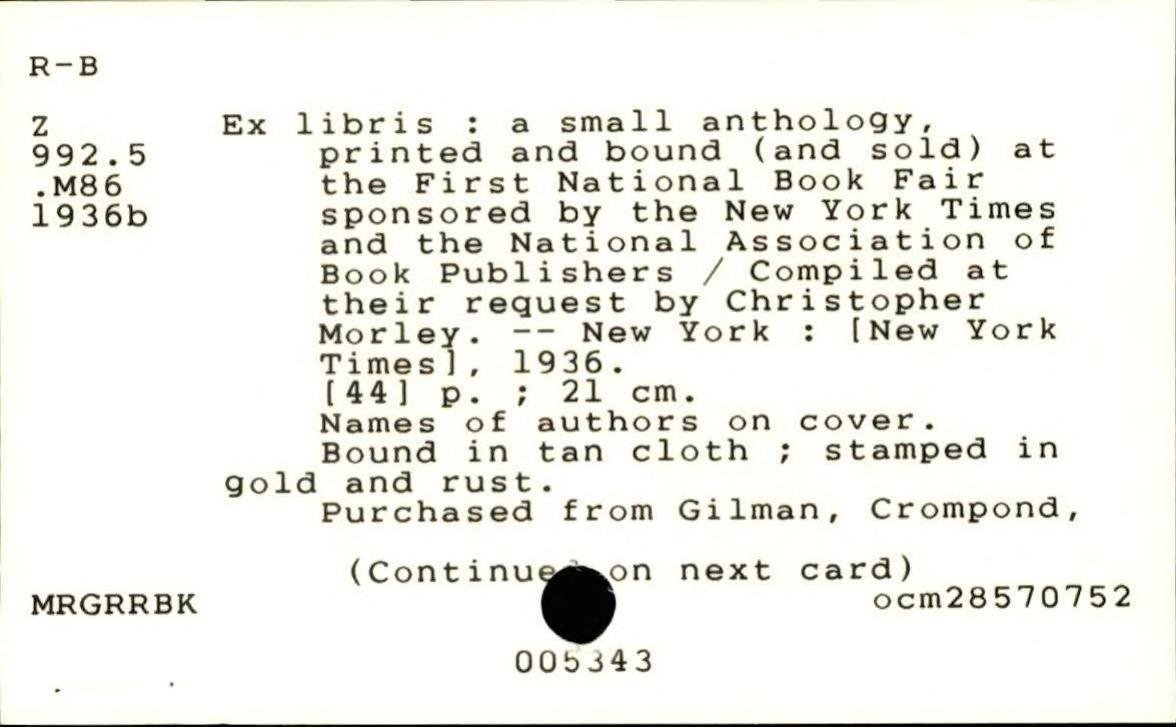 R-B
Z Ex libris : a small anthology,
992.5 printed and bound (and sold) at
.M86 the First National Book Fair
1936b sponsored by the New York Times
and the National Association of
Book Publishers / Compiled at
their request by Christopher
Morley. -- New York : [New York
Times], 1936.
[44] p. ; 21 cm.
Names of authors on cover.
Bound in tan cloth ; stamped in
gold and rust.
Purchased from Gilman, Crompond,
(Continued on next card)
MRGRRBK ocm28570752
005343